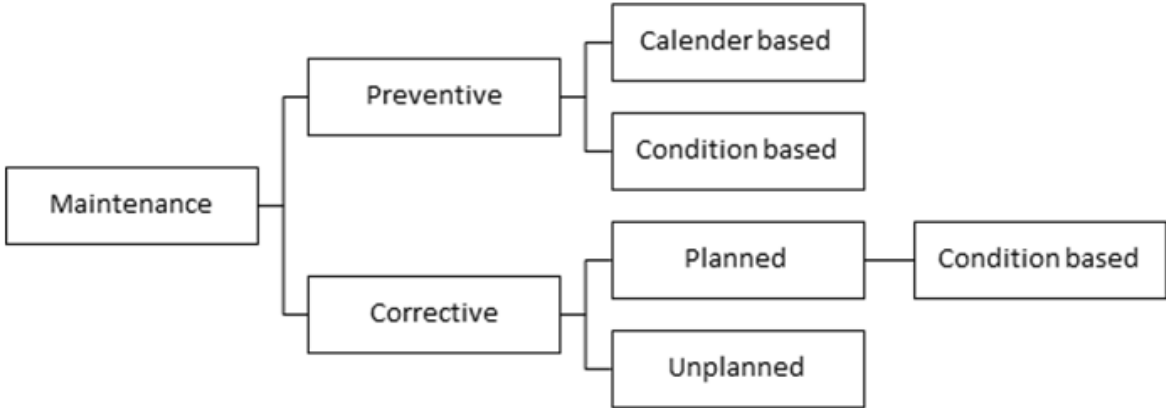 Calender based
Preventive
Condition based
Maintenance
Planned
Condition based
Corrective
Unplanned